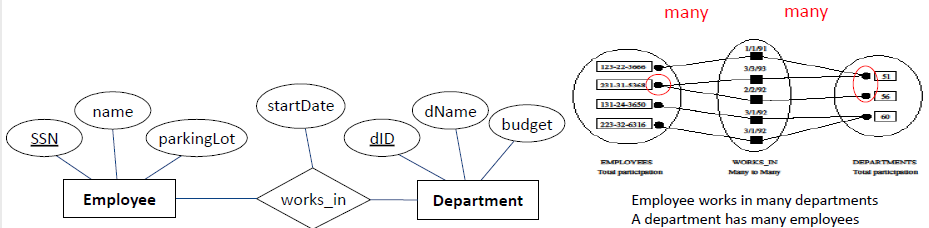 many many
startDate
name
dName
SSN
parkingLot
dID
budget
Employee
works_in
Department
1/1/91
123-22-3666
3/3/93
51
231-31-5368
2/2/92
56
131-24-3650
3/1/92
60
223-32-6316
3/1/92
EMPLOYEES WORKS_IN DEPARTMENTS
Total participation Many to Many Total participation
Employee works in many departments
A department has many employees